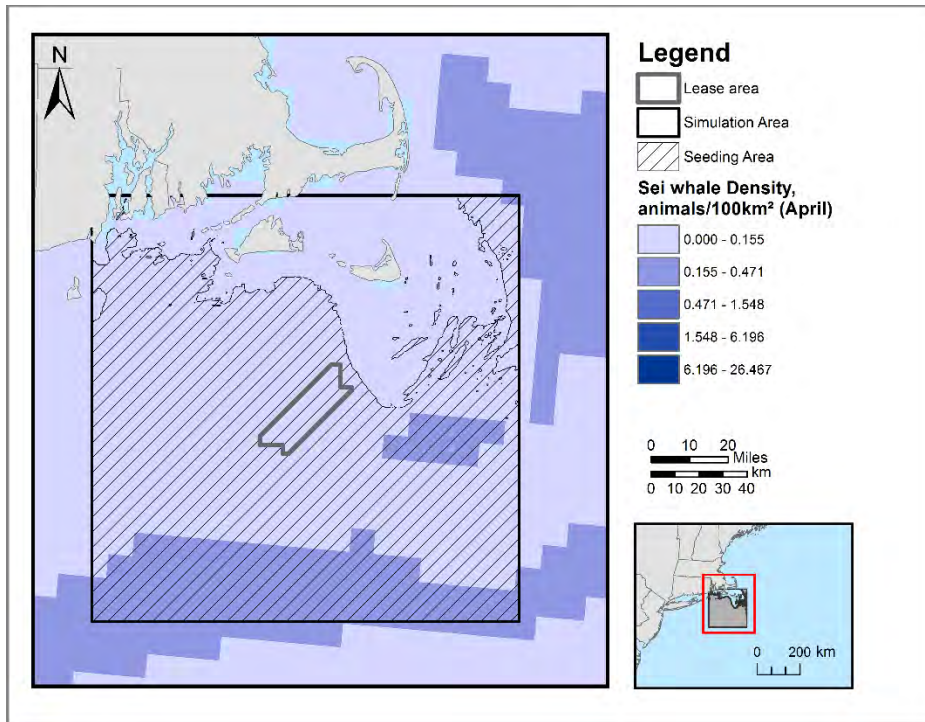 N
Legend
Lease area
Simulation Area
Seeding Area
Sei whale Density,
animals/100km² (April)
0.000 - 0.155
0.155 - 0.471
0.471 - 1.548
1.548 - 6.196
6.196 - 26.467
0 10 20
Miles
km
0 10 20 30 40
0 200 km